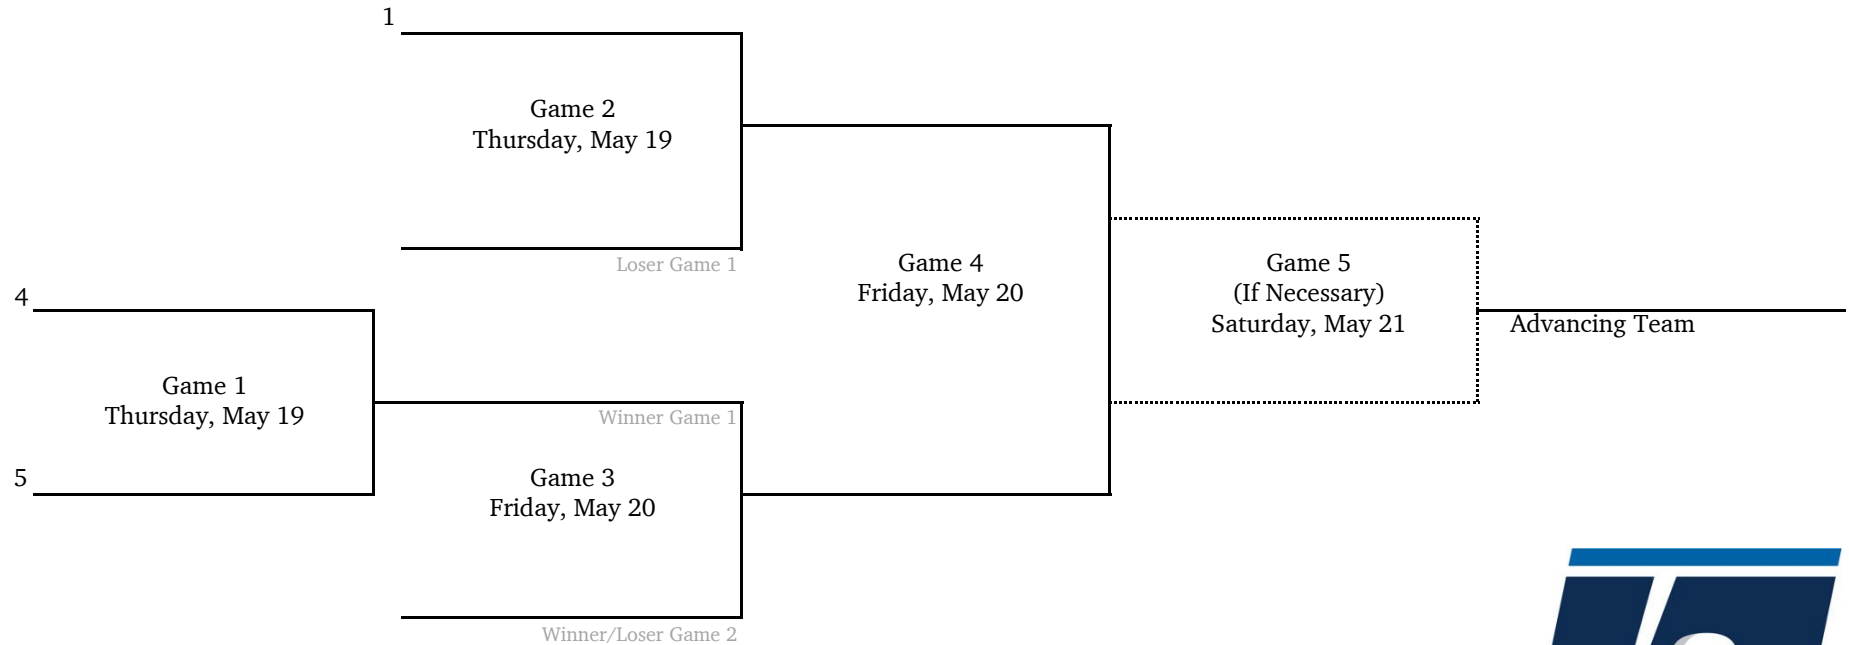 1
Game 2
Thursday, May 19
Loser Game 1
4
Game 1
Thursday, May 19
5
Winner Game 1
Game 3
Friday, May 20
Winner/Loser Game 2
Game 4
Friday, May 20
Game 5
(If Necessary)
Saturday, May 21
Advancing Team